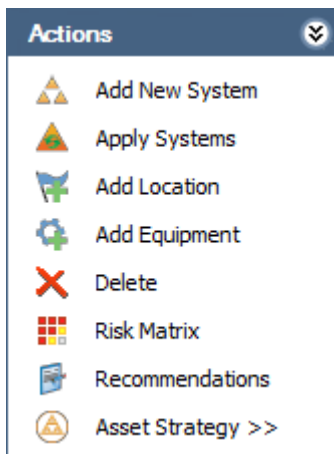 Actions
Add New System
Apply Systems
Add Location
Add Equipment
Delete
Risk Matrix
Recommendations
Asset Strategy >>